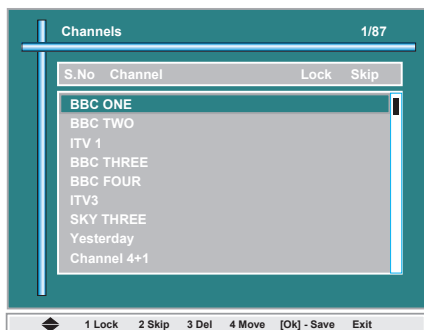 Channels 1/87
S.No Channel Lock Skip
BBC ONE
BBC TWO
ITV 1
BBC THREE
BBC FOUR
ITV3
SKY THREE
Yesterday
Channel 4+1
1 Lock 2 Skip 3 Del 4 Move [Ok] - Save Exit